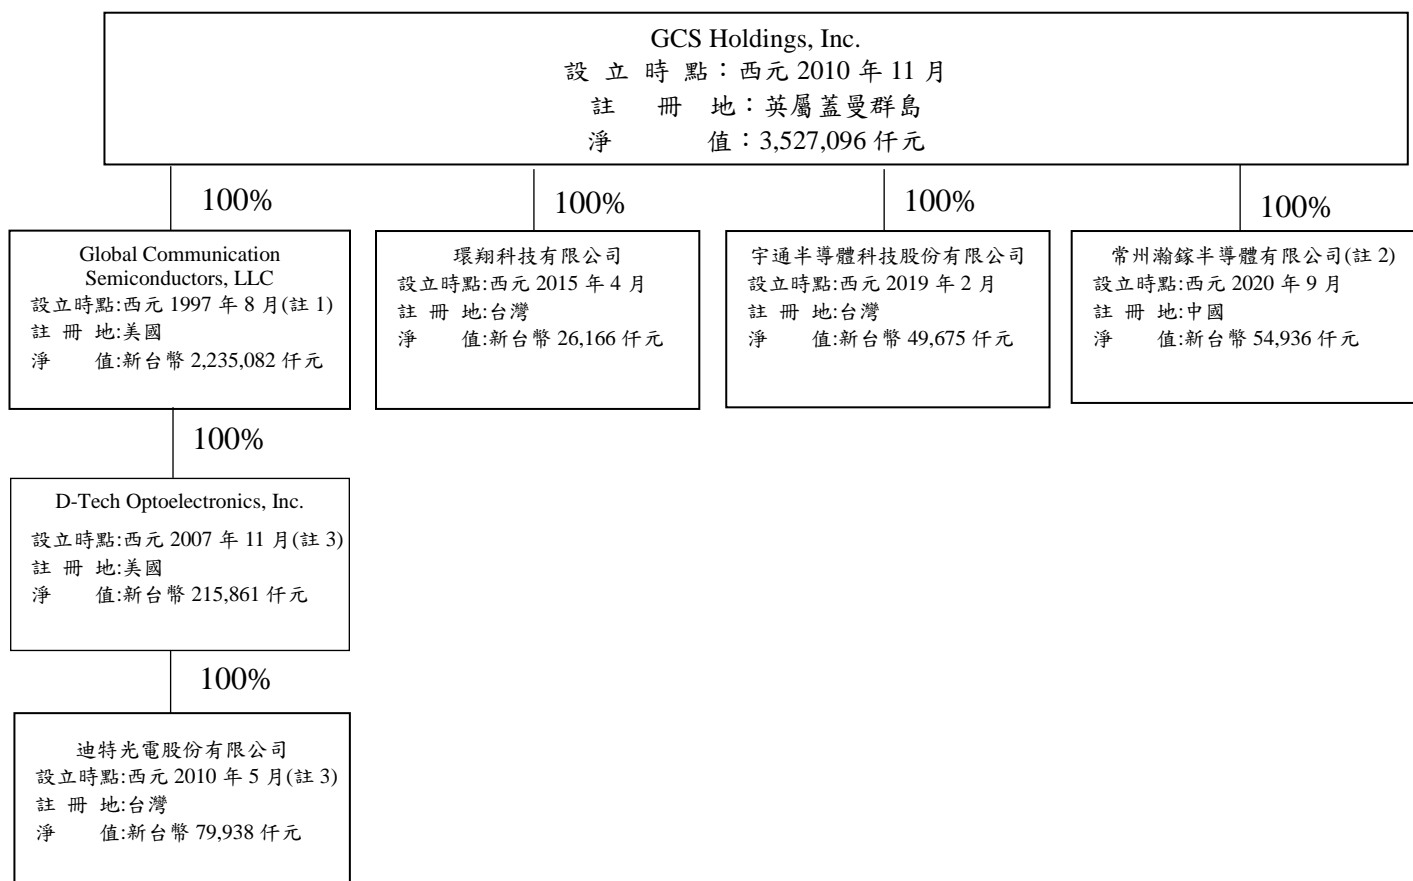 GCS Holdings, Inc.
設 立 時 點：西元 2010 年 11 月
註 冊 地：英屬蓋曼群島
淨 值：3,527,096 仟元
100%
100%
100%
100%
Global Communication
Semiconductors, LLC
設立時點:西元 1997 年 8 月(註 1)
註 冊 地:美國
淨 值:新台幣 2,235,082 仟元
環翔科技有限公司
設立時點:西元 2015 年 4 月
註 冊 地:台灣
淨 值:新台幣 26,166 仟元
宇通半導體科技股份有限公司
設立時點:西元 2019 年 2 月
註 冊 地:台灣
淨 值:新台幣 49,675 仟元
常州瀚鎵半導體有限公司(註 2)
設立時點:西元 2020 年 9 月
註 冊 地:中國
淨 值:新台幣 54,936 仟元
100%
D-Tech Optoelectronics, Inc.
設立時點:西元 2007 年 11 月(註 3)
註 冊 地:美國
淨 值:新台幣 215,861 仟元
100%
迪特光電股份有限公司
設立時點:西元 2010 年 5 月(註 3)
註 冊 地:台灣
淨 值:新台幣 79,938 仟元